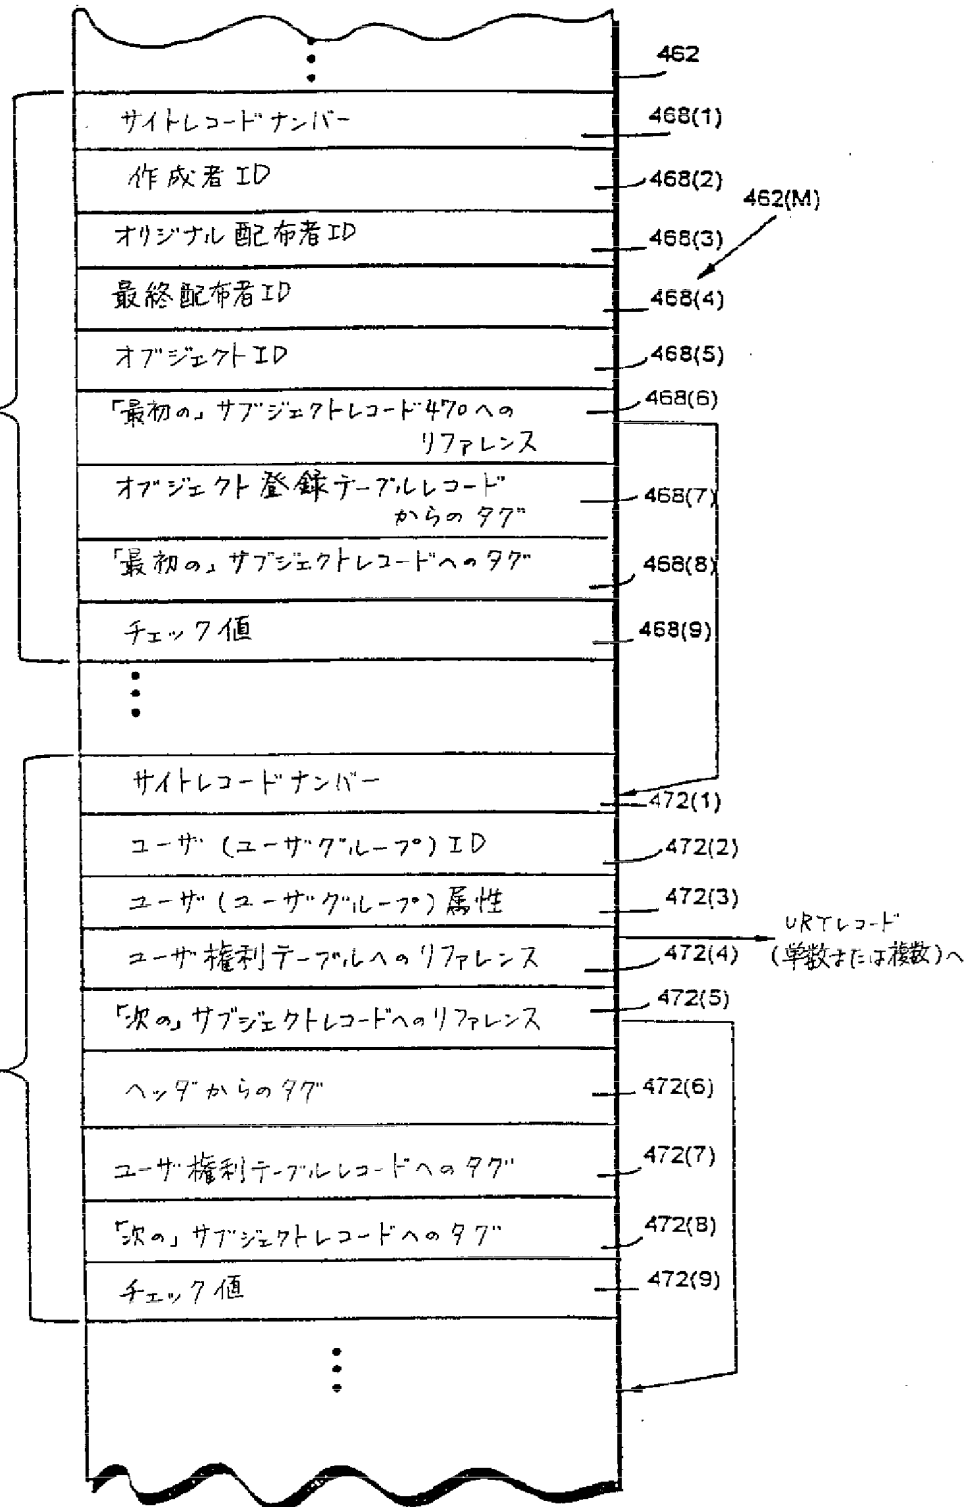 462
サイトレコードナンバー
468(1)
作成者ID
468(2)
462(M)
オリジナル配布者ID
468(3)
最終配布者ID
468(4)
オブジェクトID
468(5)
「最初の」サブジェクトレコード470への
リファレンス
468(6)
オブジェクト登録テーブルレコード
からのタグ
468(7)
「最初の」サブジェクトレコードへのタグ
468(8)
チェック値
468(9)
サイトレコードナンバー
472(1)
ユーザ(ユーザグループ)ID
472(2)
ユーザ(ユーザグループ)属性
472(3)
URTレコード
(単数または複数)へ
ユーザ権利テーブルへのリファレンス
472(4)
「次の」サブジェクトレコードへのリファレンス
472(5)
ヘッダからのタグ
472(6)
ユーザ権利テーブルレコードへのタグ
472(7)
「次の」サブジェクトレコードへのタグ
472(8)
チェック値
472(9)